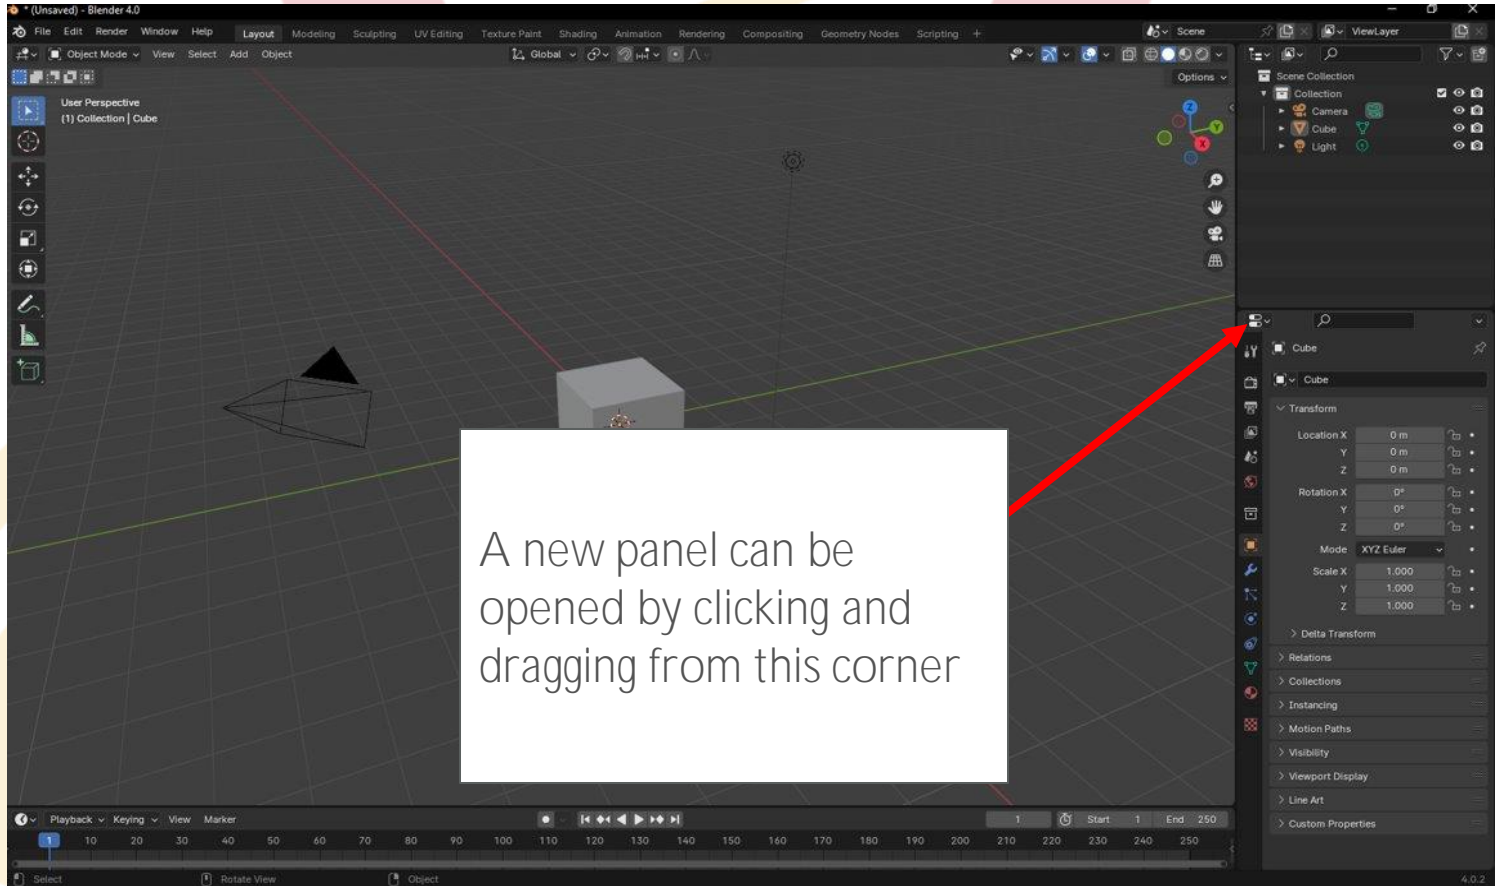 * (Unsaved) - Blender 4.0
File Edit Render Window Help Layout Modeling Sculpting UV Editing Texture Paint Shading Animation Rendering Compositing Geometry Nodes Scripting + Scene ViewLayer
Object Mode View Select Add Object Global
Options
User Perspective
(1) Collection | Cube
Z
Y
X
Scene Collection
Collection
Camera
Cube
Light
Cube
Cube
Transform
Location X 0 m
Y 0 m
Z 0 m
Rotation X 0°
Y 0°
Z 0°
Mode XYZ Euler
Scale X 1.000
Y 1.000
Z 1.000
Delta Transform
Relations
Collections
Instancing
Motion Paths
Visibility
Viewport Display
Line Art
Custom Properties
A new panel can be
opened by clicking and
dragging from this corner
Playback Keying View Marker 1 Start 1 End 250
1 10 20 30 40 50 60 70 80 90 100 110 120 130 140 150 160 170 180 190 200 210 220 230 240 250
Select Rotate View Object 4.0.2